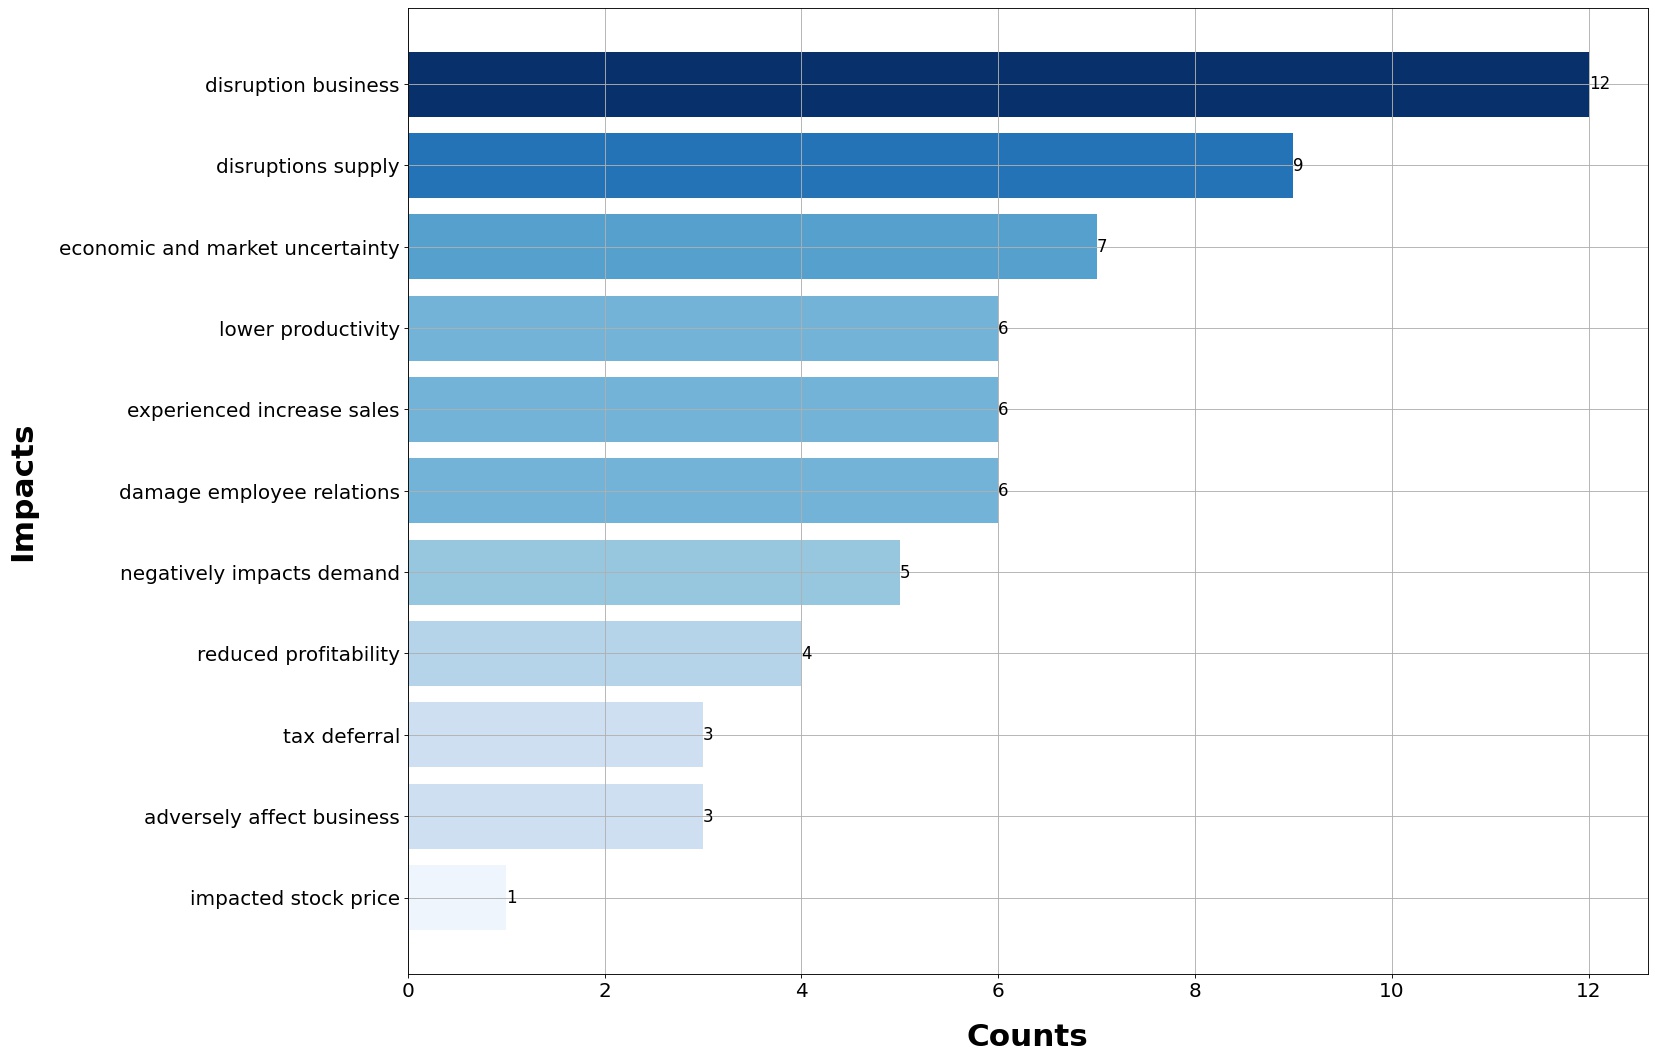 disruption business
12
disruptions supply
9
economic and market uncertainty
7
lower productivity
6
experienced increase sales
6
damage employee relations
6
negatively impacts demand
5
reduced profitability
4
tax deferral
3
adversely affect business
3
impacted stock price
1
Impacts
0 2 4 6 8 10 12
Counts